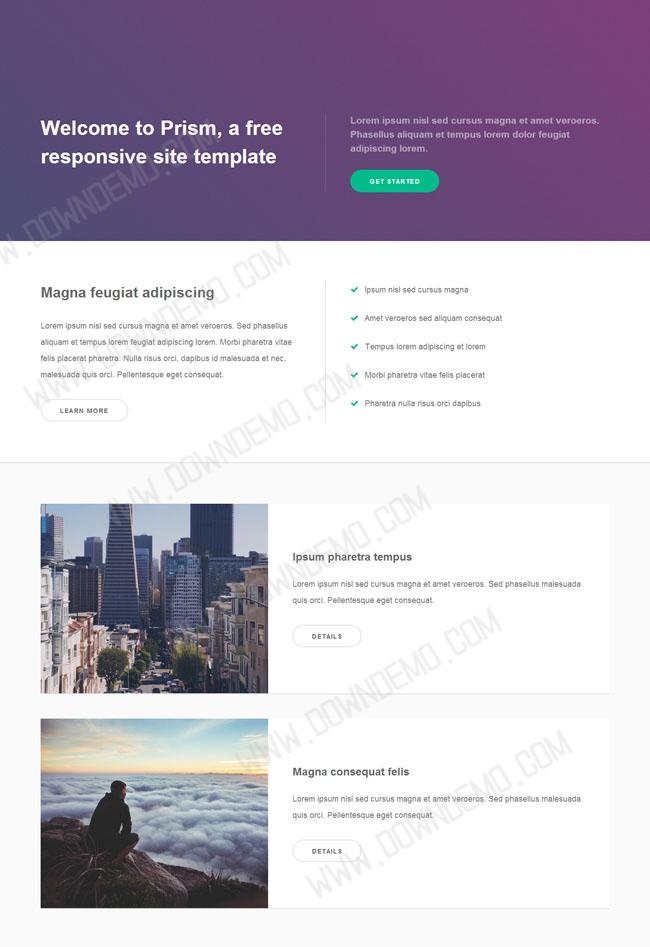 Welcome to Prism, a free
responsive site template
Lorem ipsum nisl sed cursus magna et amet veroeros.
Phasellus aliquam et tempus lorem dolor feugiat
adipiscing lorem.
GET STARTED
Magna feugiat adipiscing
Lorem ipsum nisl sed cursus magna et amet veroeros. Sed phasellus
aliquam et tempus lorem feugiat adipiscing lorem. Morbi pharetra vitae
felis placerat pharetra. Nulla risus orci, dapibus id malesuada et nec,
malesuada quis orci. Pellentesque eget consequat.
LEARN MORE
Ipsum nisl sed cursus magna
Amet veroeros sed aliquam consequat
Tempus lorem adipiscing et lorem
Morbi pharetra vitae felis placerat
Pharetra nulla risus orci dapibus
Ipsum pharetra tempus
Lorem ipsum nisl sed cursus magna et amet veroeros. Sed phasellus malesuada
quis orci. Pellentesque eget consequat.
DETAILS
Magna consequat felis
Lorem ipsum nisl sed cursus magna et amet veroeros. Sed phasellus malesuada
quis orci. Pellentesque eget consequat.
DETAILS
WWW.DOWNDEMO.COM
WWW.DOWNDEMO.COM
WWW.DOWNDEMO.COM
WWW.DOWNDEMO.COM
WWW.DOWNDEMO.COM
WWW.DOWNDEMO.COM